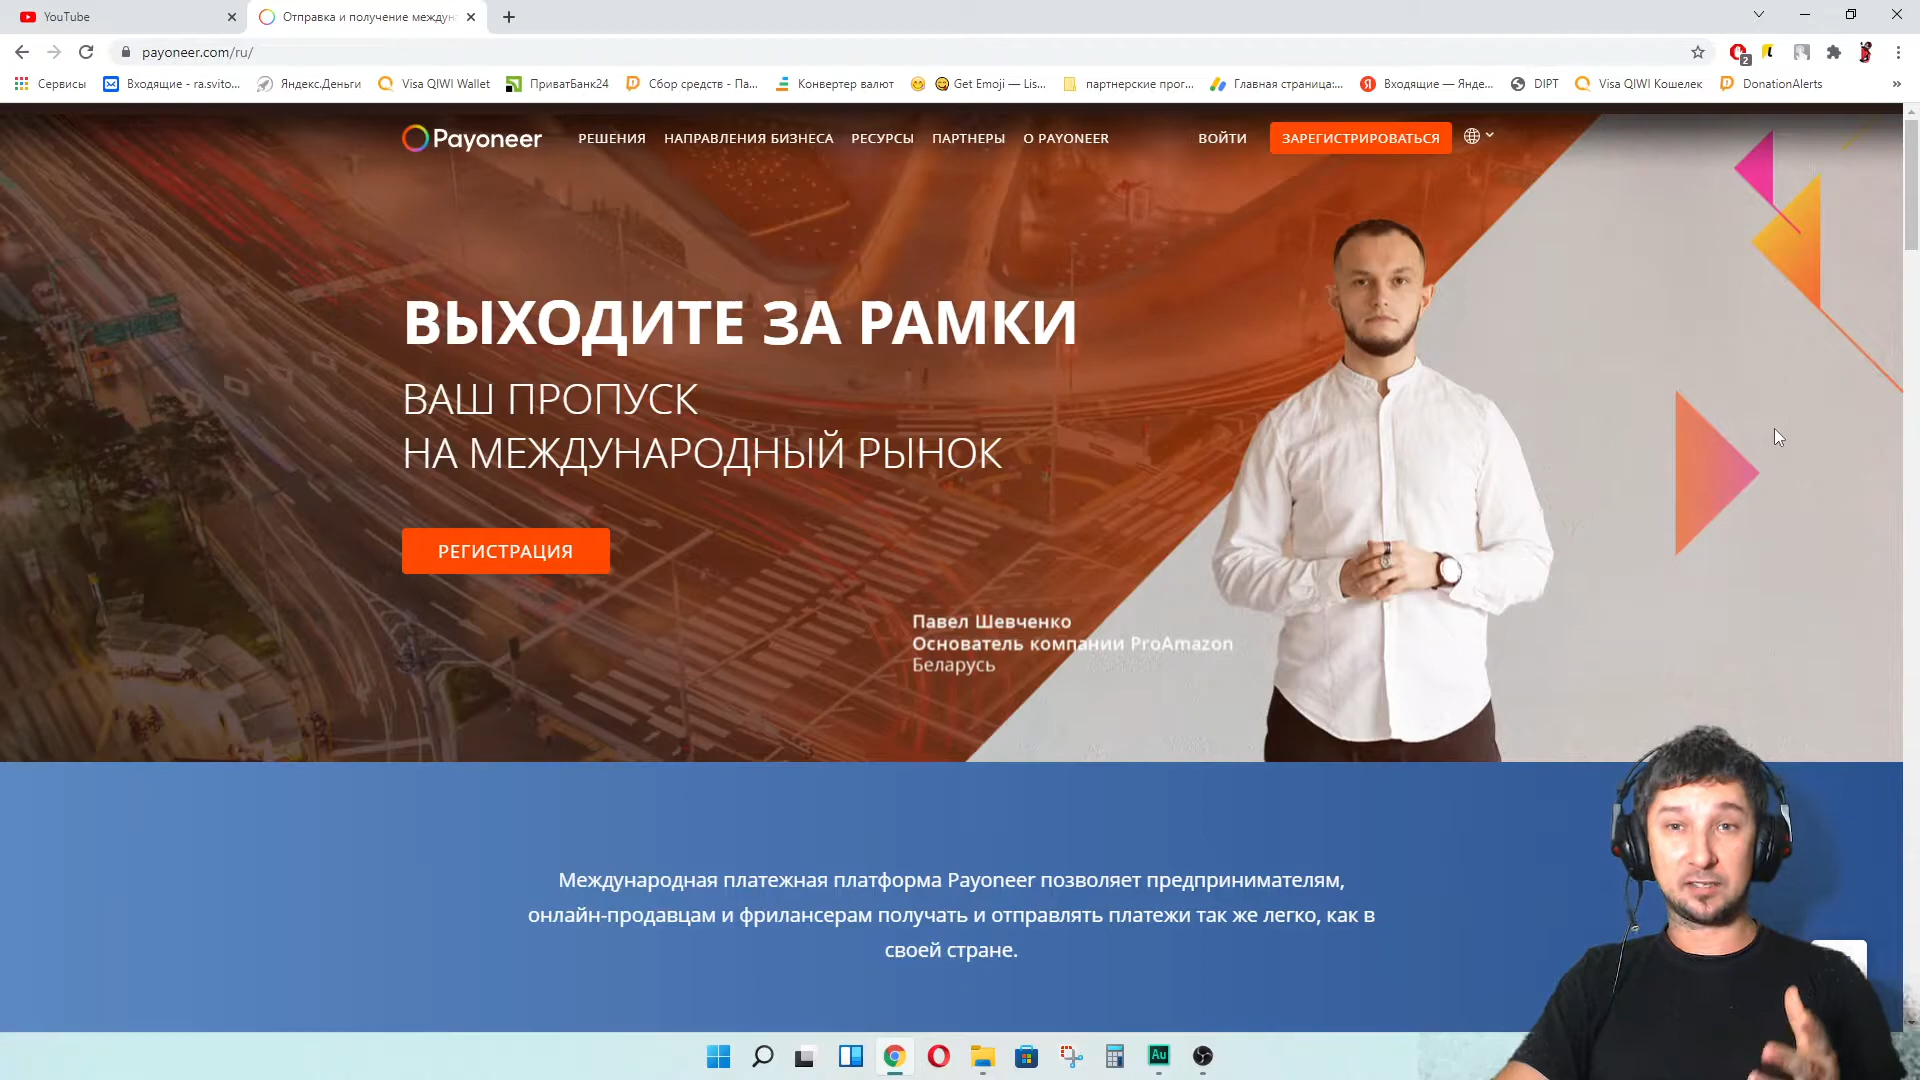 YouTube
Отправка и получение междун
payoneer.com/ru/
2
Сервисы
Входящие - ra.svito...
Яндекс.Деньги
Visa QIWI Wallet
ПриватБанк24
Сбор средств - Па...
Конвертер валют
Get Emoji — Lis...
партнерские прог...
Главная страница:...
Входящие — Янде...
DIPT
Visa QIWI Кошелек
DonationAlerts
Payoneer
РЕШЕНИЯ
НАПРАВЛЕНИЯ БИЗНЕСА
РЕСУРСЫ
ПАРТНЕРЫ
О PAYONEER
ВОЙТИ
ЗАРЕГИСТРИРОВАТЬСЯ
ВЫХОДИТЕ ЗА РАМКИ
ВАШ ПРОПУСК
НА МЕЖДУНАРОДНЫЙ РЫНОК
РЕГИСТРАЦИЯ
Павел Шевченко
Основатель компании ProAmazon
Беларусь
Международная платежная платформа Payoneer позволяет предпринимателям,
онлайн-продавцам и фрилансерам получать и отправлять платежи так же легко, как в
своей стране.
Au